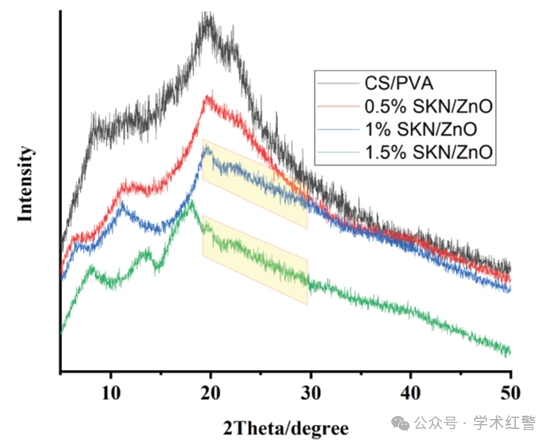 CS/PVA
0.5% SKN/ZnO
1% SKN/ZnO
1.5% SKN/ZnO
Intensity
10 20 30 40 50
2Theta/degree
公众号 · 学术红警